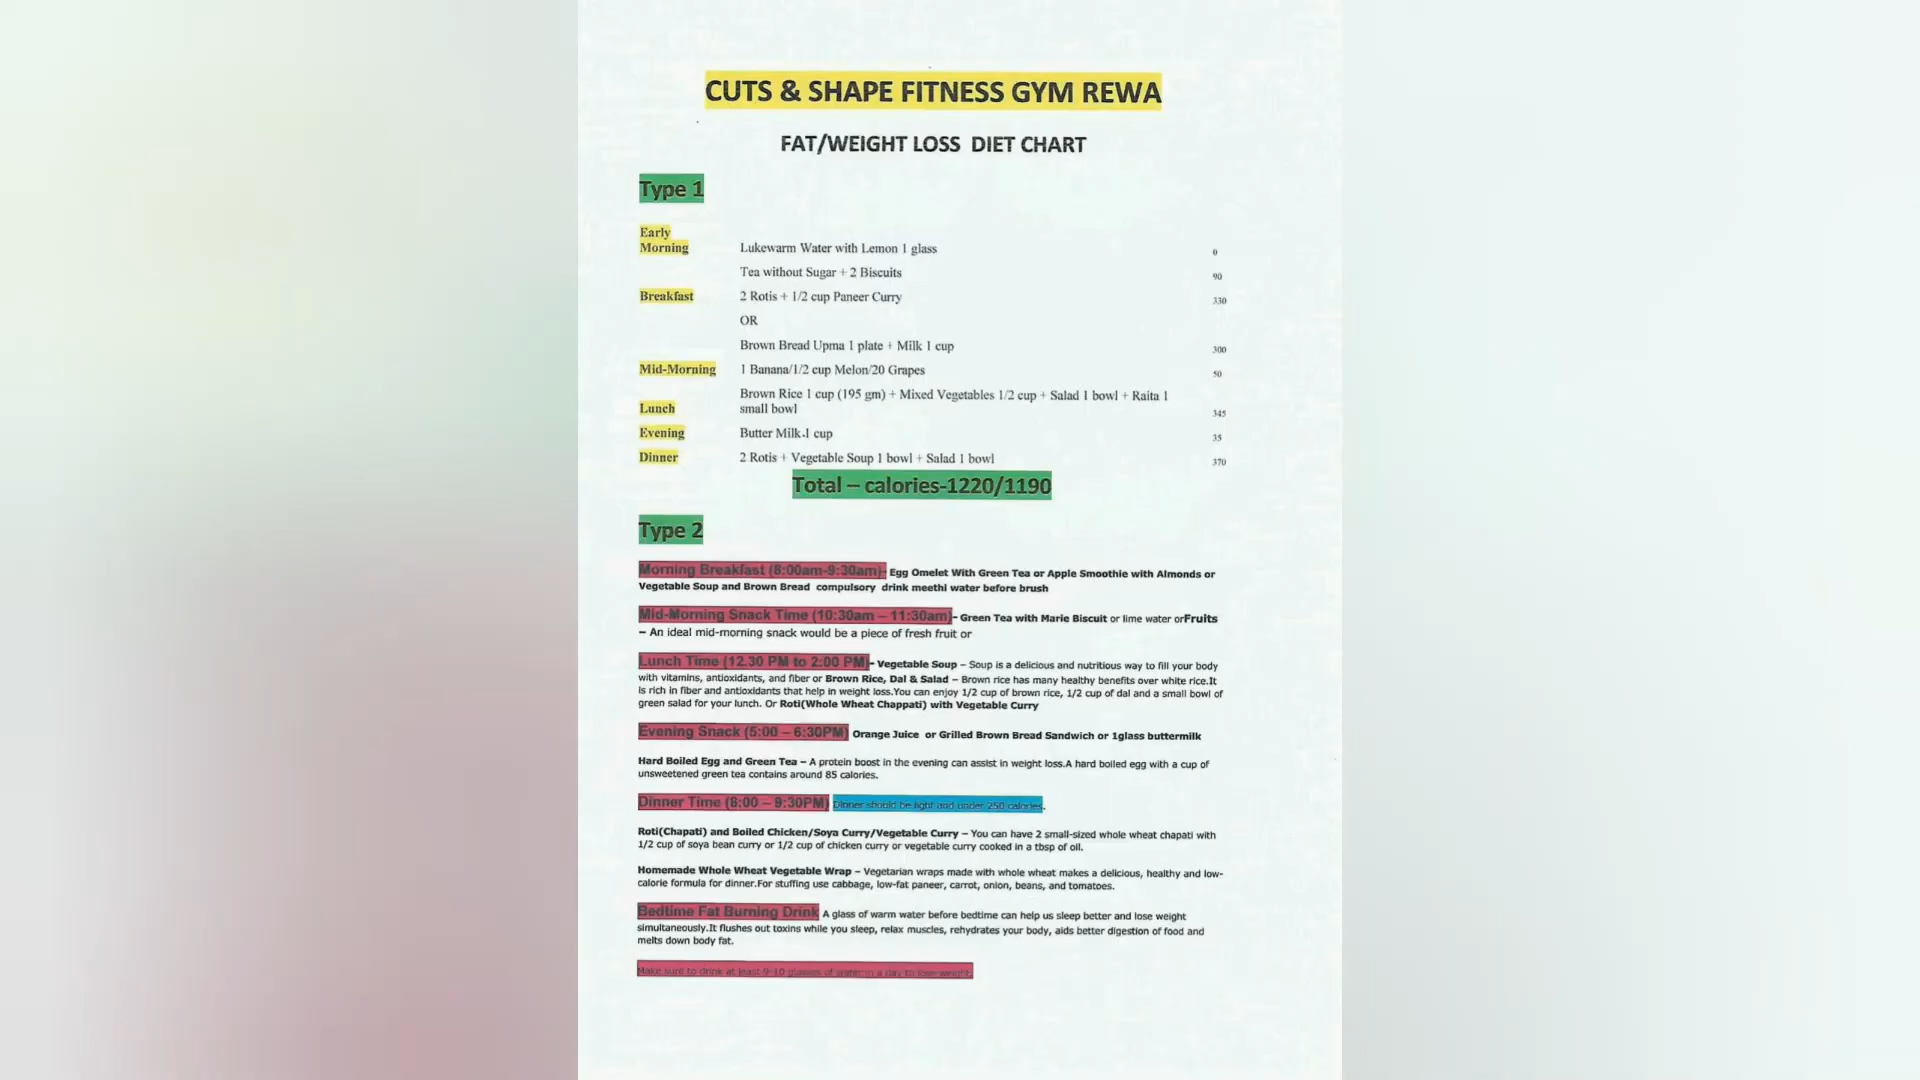 CUTS & SHAPE FITNESS GYM REWA
FAT/WEIGHT LOSS DIET CHART
Type 1
Early
Morning Lukewarm Water with Lemon 1 glass 0
Tea without Sugar + 2 Biscuits 90
Breakfast 2 Rotis + 1/2 cup Paneer Curry 330
OR
Brown Bread Upma 1 plate + Milk 1 cup 300
Mid-Morning 1 Banana/1/2 cup Melon/20 Grapes 50
Brown Rice 1 cup (195 gm) + Mixed Vegetables 1/2 cup + Salad 1 bowl + Raita 1
Lunch small bowl 345
Evening Butter Milk 1 cup 35
Dinner 2 Rotis + Vegetable Soup 1 bowl + Salad 1 bowl 370
Total – calories-1220/1190
Type 2
Morning Breakfast (8:00am-9:30am)- Egg Omelet With Green Tea or Apple Smoothie with Almonds or
Vegetable Soup and Brown Bread compulsory drink meethi water before brush
Mid-Morning Snack Time (10:30am – 11:30am)- Green Tea with Marie Biscuit or lime water orFruits
– An ideal mid-morning snack would be a piece of fresh fruit or
Lunch Time (12.30 PM to 2:00 PM)- Vegetable Soup – Soup is a delicious and nutritious way to fill your body
with vitamins, antioxidants, and fiber or Brown Rice, Dal & Salad – Brown rice has many healthy benefits over white rice.It
is rich in fiber and antioxidants that help in weight loss.You can enjoy 1/2 cup of brown rice, 1/2 cup of dal and a small bowl of
green salad for your lunch. Or Roti(Whole Wheat Chappati) with Vegetable Curry
Evening Snack (5:00 – 6:30PM) Orange Juice or Grilled Brown Bread Sandwich or 1glass buttermilk
Hard Boiled Egg and Green Tea – A protein boost in the evening can assist in weight loss.A hard boiled egg with a cup of
unsweetened green tea contains around 85 calories.
Dinner Time (8:00 – 9:30PM) Dinner should be light and under 250 calories.
Roti(Chapati) and Boiled Chicken/Soya Curry/Vegetable Curry – You can have 2 small-sized whole wheat chapati with
1/2 cup of soya bean curry or 1/2 cup of chicken curry or vegetable curry cooked in a tbsp of oil.
Homemade Whole Wheat Vegetable Wrap – Vegetarian wraps made with whole wheat makes a delicious, healthy and low-
calorie formula for dinner.For stuffing use cabbage, low-fat paneer, carrot, onion, beans, and tomatoes.
Bedtime Fat Burning Drink A glass of warm water before bedtime can help us sleep better and lose weight
simultaneously.It flushes out toxins while you sleep, relax muscles, rehydrates your body, aids better digestion of food and
melts down body fat.
Make sure to drink at least 9-10 glasses of water in a day to lose weight.